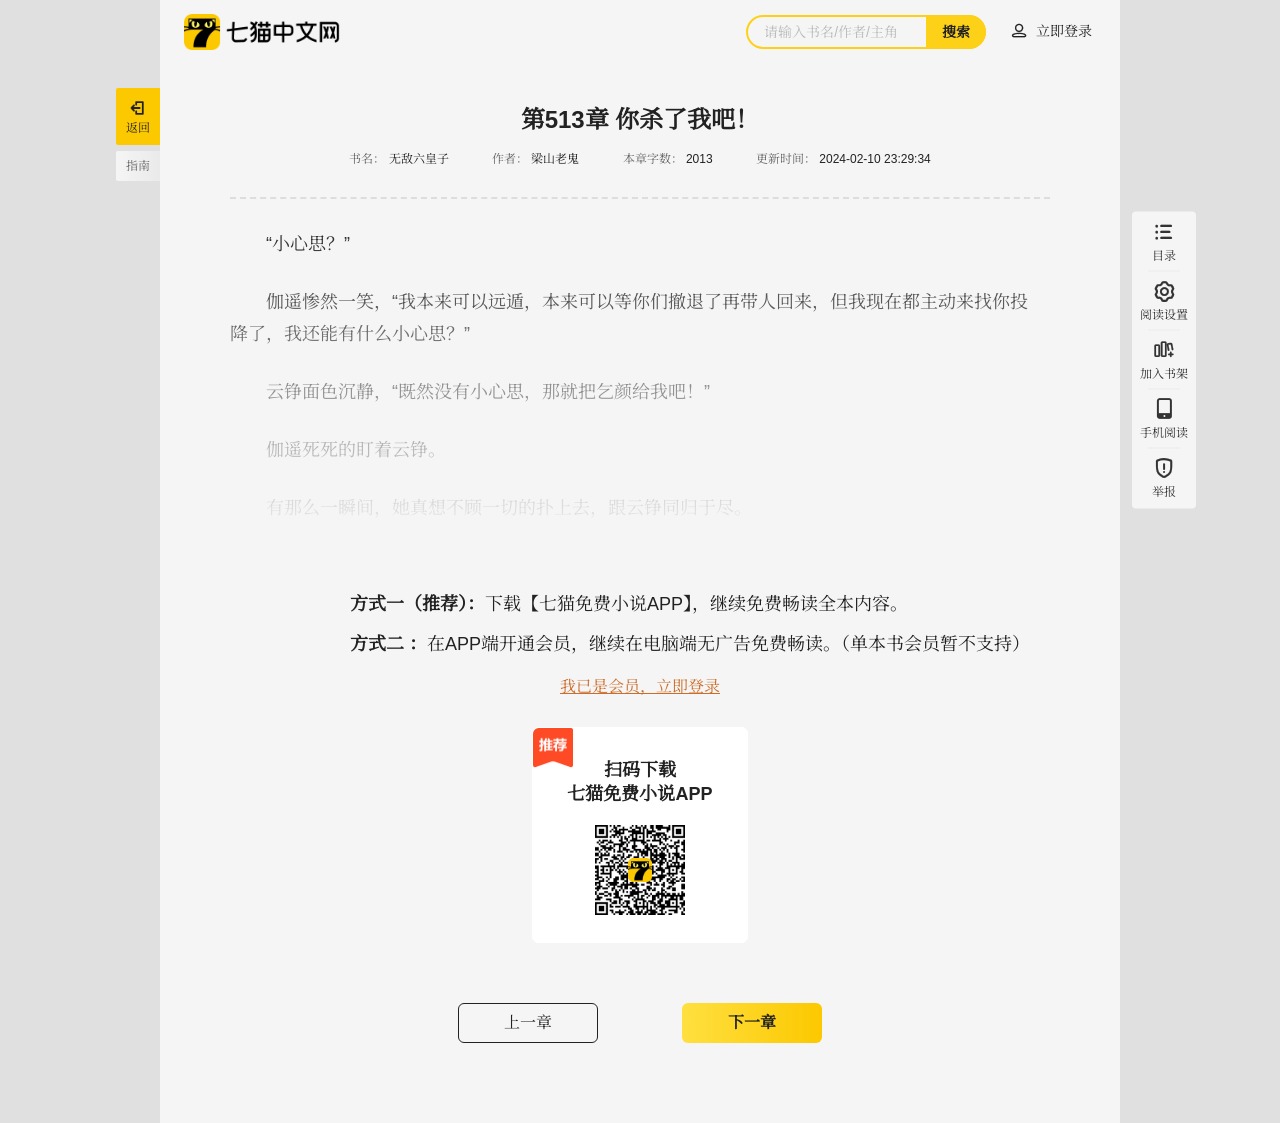 七猫中文网
请输入书名/作者/主角
搜索
立即登录
返回
指南
第513章 你杀了我吧！
书名： 无敌六皇子 作者： 梁山老鬼 本章字数： 2013 更新时间： 2024-02-10 23:29:34
“小心思？”
伽遥惨然一笑，“我本来可以远遁，本来可以等你们撤退了再带人回来，但我现在都主动来找你投
降了，我还能有什么小心思？”
云铮面色沉静，“既然没有小心思，那就把乞颜给我吧！”
伽遥死死的盯着云铮。
有那么一瞬间，她真想不顾一切的扑上去，跟云铮同归于尽。
目录
阅读设置
加入书架
手机阅读
举报
方式一（推荐）：下载【七猫免费小说APP】，继续免费畅读全本内容。
方式二 ：在APP端开通会员，继续在电脑端无广告免费畅读。（单本书会员暂不支持）
我已是会员，立即登录
推荐
扫码下载
七猫免费小说APP
上一章
下一章